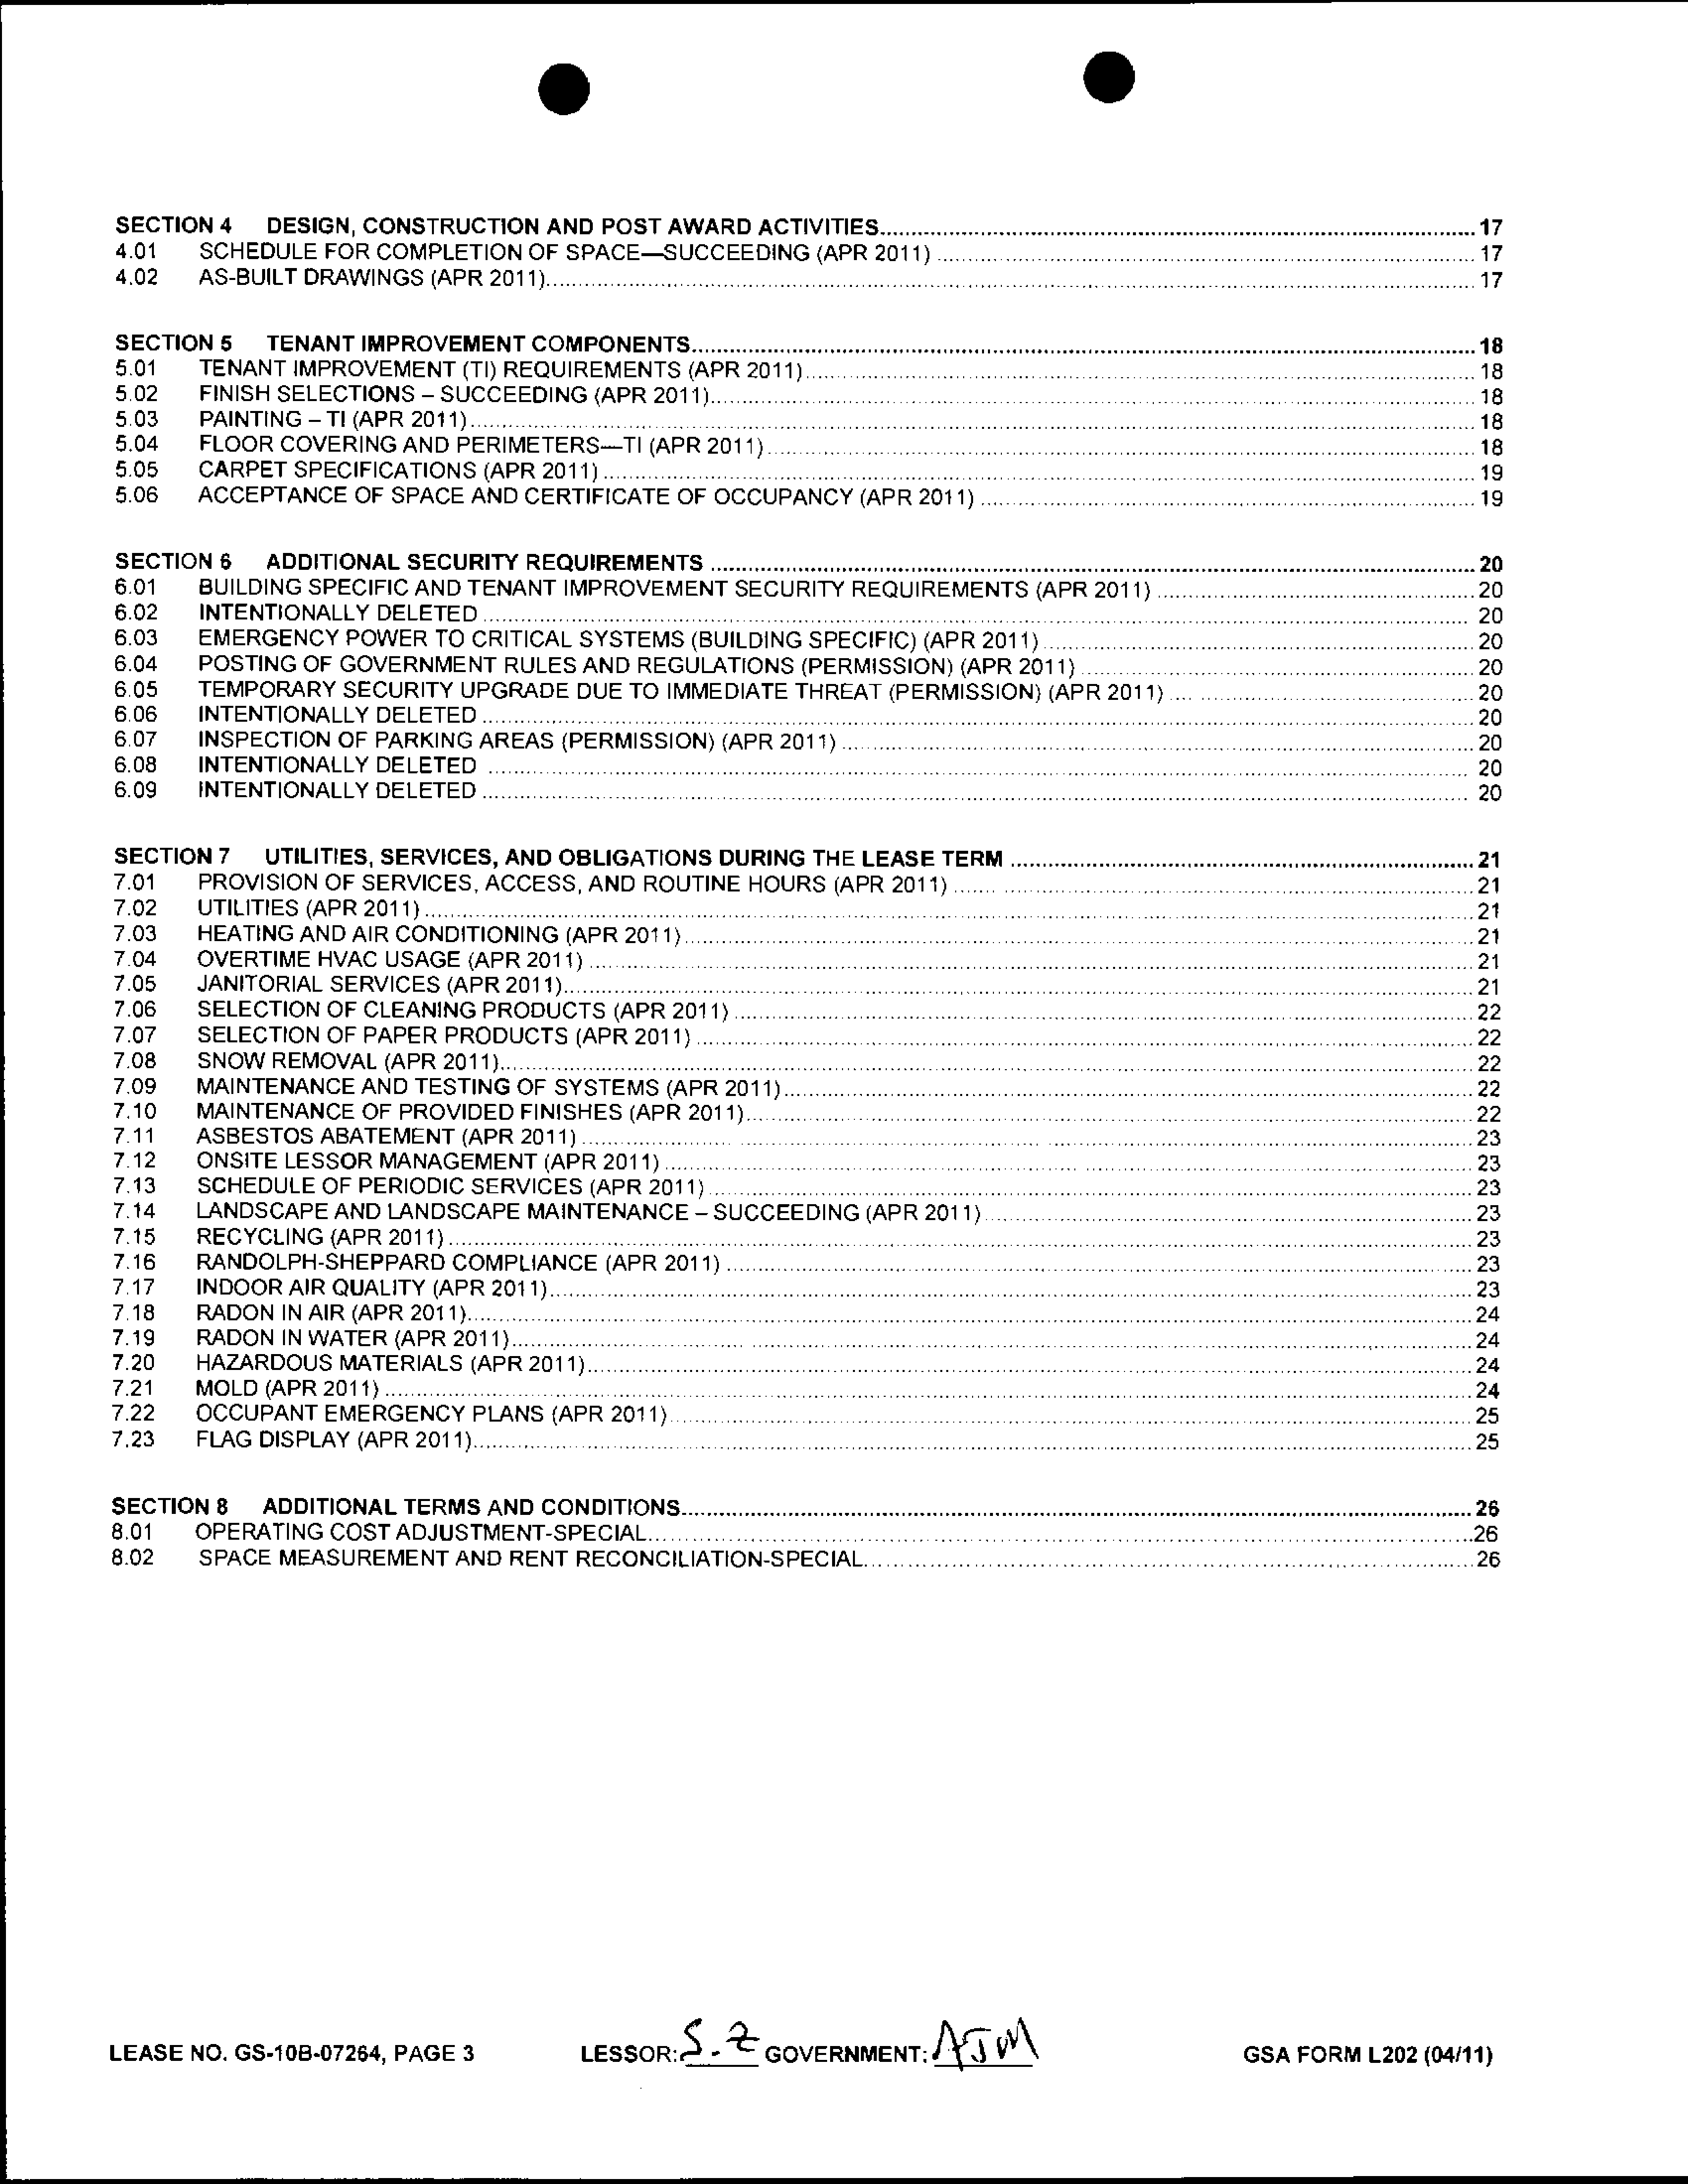 SECTION 4 DESIGN, CONSTRUCTION AND POST AWARD ACTIVITIES 17
4.01 SCHEDULE FOR COMPLETION OF SPACE—SUCCEEDING (APR 2011) 17
4.02 AS-BUILT DRAWINGS (APR 2011) 17
SECTION 5 TENANT IMPROVEMENT COMPONENTS 18
5.01 TENANT IMPROVEMENT (TI) REQUIREMENTS (APR 2011) 18
5.02 FINISH SELECTIONS – SUCCEEDING (APR 2011) 18
5.03 PAINTING – TI (APR 2011) 18
5.04 FLOOR COVERING AND PERIMETERS—TI (APR 2011) 18
5.05 CARPET SPECIFICATIONS (APR 2011) 19
5.06 ACCEPTANCE OF SPACE AND CERTIFICATE OF OCCUPANCY (APR 2011) 19
SECTION 6 ADDITIONAL SECURITY REQUIREMENTS 20
6.01 BUILDING SPECIFIC AND TENANT IMPROVEMENT SECURITY REQUIREMENTS (APR 2011) 20
6.02 INTENTIONALLY DELETED 20
6.03 EMERGENCY POWER TO CRITICAL SYSTEMS (BUILDING SPECIFIC) (APR 2011) 20
6.04 POSTING OF GOVERNMENT RULES AND REGULATIONS (PERMISSION) (APR 2011) 20
6.05 TEMPORARY SECURITY UPGRADE DUE TO IMMEDIATE THREAT (PERMISSION) (APR 2011) 20
6.06 INTENTIONALLY DELETED 20
6.07 INSPECTION OF PARKING AREAS (PERMISSION) (APR 2011) 20
6.08 INTENTIONALLY DELETED 20
6.09 INTENTIONALLY DELETED 20
SECTION 7 UTILITIES, SERVICES, AND OBLIGATIONS DURING THE LEASE TERM 21
7.01 PROVISION OF SERVICES, ACCESS, AND ROUTINE HOURS (APR 2011) 21
7.02 UTILITIES (APR 2011) 21
7.03 HEATING AND AIR CONDITIONING (APR 2011) 21
7.04 OVERTIME HVAC USAGE (APR 2011) 21
7.05 JANITORIAL SERVICES (APR 2011) 21
7.06 SELECTION OF CLEANING PRODUCTS (APR 2011) 22
7.07 SELECTION OF PAPER PRODUCTS (APR 2011) 22
7.08 SNOW REMOVAL (APR 2011) 22
7.09 MAINTENANCE AND TESTING OF SYSTEMS (APR 2011) 22
7.10 MAINTENANCE OF PROVIDED FINISHES (APR 2011) 22
7.11 ASBESTOS ABATEMENT (APR 2011) 23
7.12 ONSITE LESSOR MANAGEMENT (APR 2011) 23
7.13 SCHEDULE OF PERIODIC SERVICES (APR 2011) 23
7.14 LANDSCAPE AND LANDSCAPE MAINTENANCE – SUCCEEDING (APR 2011) 23
7.15 RECYCLING (APR 2011) 23
7.16 RANDOLPH-SHEPPARD COMPLIANCE (APR 2011) 23
7.17 INDOOR AIR QUALITY (APR 2011) 23
7.18 RADON IN AIR (APR 2011) 24
7.19 RADON IN WATER (APR 2011) 24
7.20 HAZARDOUS MATERIALS (APR 2011) 24
7.21 MOLD (APR 2011) 24
7.22 OCCUPANT EMERGENCY PLANS (APR 2011) 25
7.23 FLAG DISPLAY (APR 2011) 25
SECTION 8 ADDITIONAL TERMS AND CONDITIONS 26
8.01 OPERATING COST ADJUSTMENT-SPECIAL 26
8.02 SPACE MEASUREMENT AND RENT RECONCILIATION-SPECIAL 26
LEASE NO. GS-10B-07264, PAGE 3 LESSOR: S.Z GOVERNMENT: AJM GSA FORM L202 (04/11)